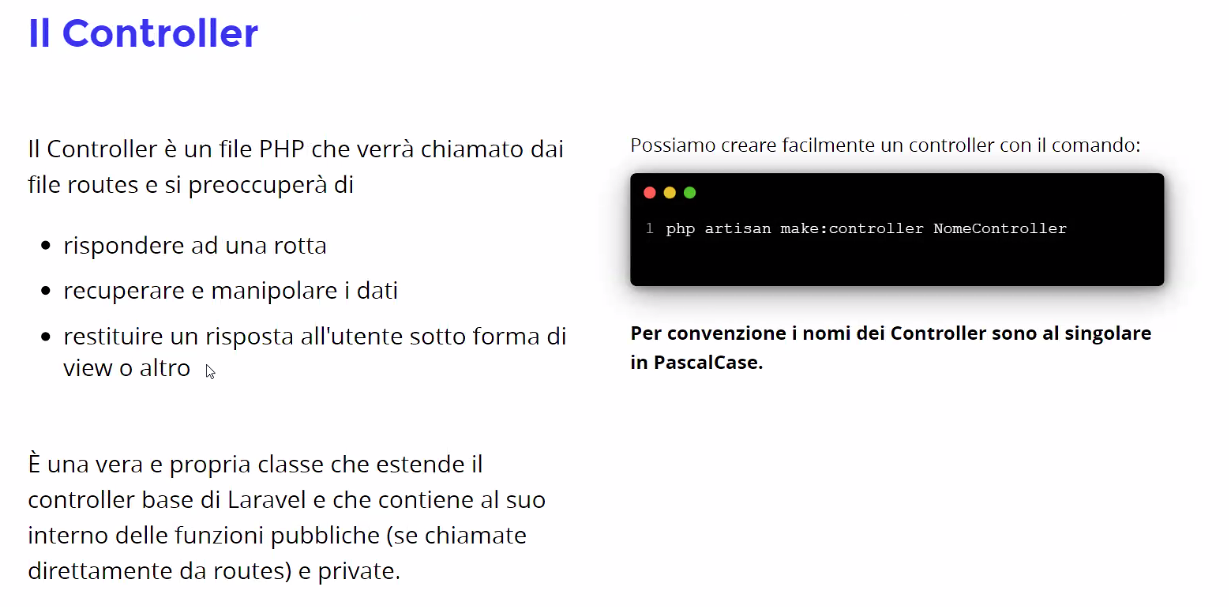 Il Controller
Il Controller è un file PHP che verrà chiamato dai
file routes e si preoccuperà di
rispondere ad una rotta
recuperare e manipolare i dati
restituire un risposta all'utente sotto forma di
view o altro
È una vera e propria classe che estende il
controller base di Laravel e che contiene al suo
interno delle funzioni pubbliche (se chiamate
direttamente da routes) e private.
Possiamo creare facilmente un controller con il comando:
1 php artisan make:controller NomeController
Per convenzione i nomi dei Controller sono al singolare
in PascalCase.